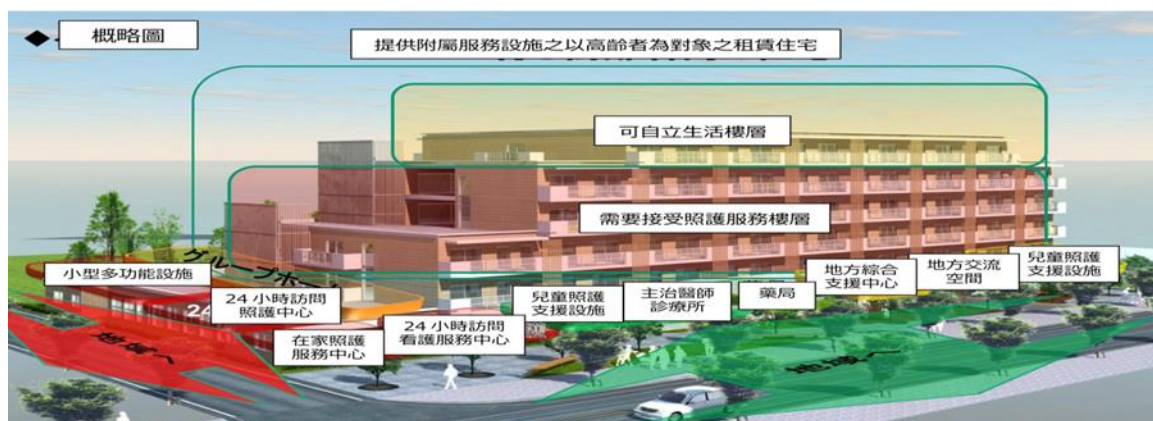 概略圖
提供附屬服務設施之以高齡者為對象之租賃住宅
可自立生活樓層
需要接受照護服務樓層
グループホー
小型多功能設施
24 小時訪問
照護中心
24
在家照護
服務中心
24 小時訪問
看護服務中心
兒童照護
支援設施
主治醫師
診療所
藥局
地方綜合
支援中心
地方交流
空間
兒童照護
支援設施
地域へ
地域へ